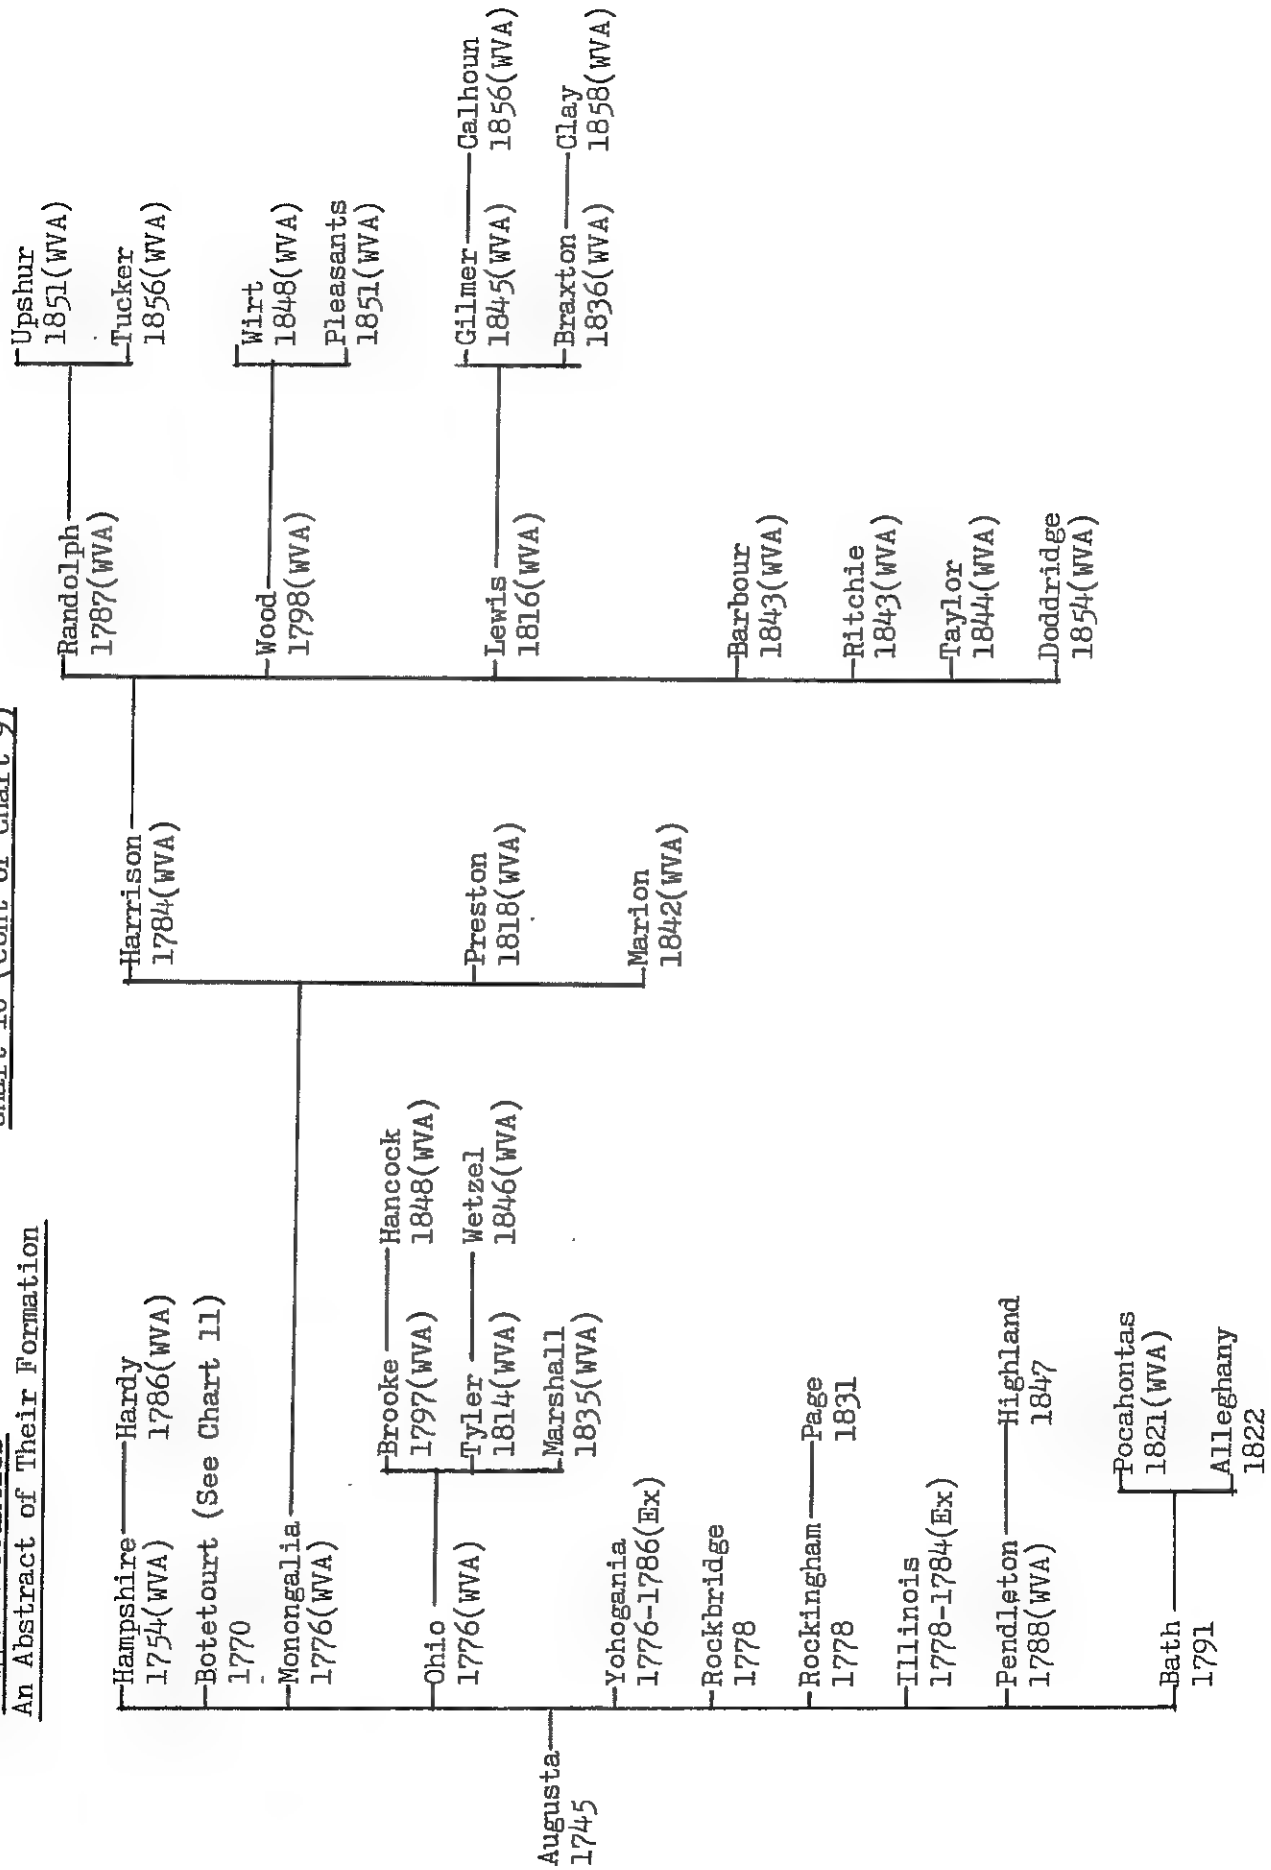 An Abstract of Their Formation
(Cont of Chart 9)
Augusta
1745
Hampshire
1754(WVA)
Hardy
1786(WVA)
Botetourt (See Chart 11)
1770
Monongalia
1776(WVA)
Harrison
1784(WVA)
Randolph
1787(WVA)
Upshur
1851(WVA)
Tucker
1856(WVA)
Wood
1798(WVA)
Wirt
1848(WVA)
Pleasants
1851(WVA)
Lewis
1816(WVA)
Gilmer
1845(WVA)
Calhoun
1856(WVA)
Braxton
1836(WVA)
Clay
1858(WVA)
Barbour
1843(WVA)
Ritchie
1843(WVA)
Taylor
1844(WVA)
Doddridge
1854(WVA)
Preston
1818(WVA)
Marion
1842(WVA)
Ohio
1776(WVA)
Brooke
1797(WVA)
Hancock
1848(WVA)
Tyler
1814(WVA)
Wetzel
1846(WVA)
Marshall
1835(WVA)
Yohogania
1776-1786(Ex)
Rockbridge
1778
Rockingham
1778
Page
1831
Illinois
1778-1784(Ex)
Pendleton
1788(WVA)
Highland
1847
Bath
1791
Pocahontas
1821(WVA)
Alleghany
1822